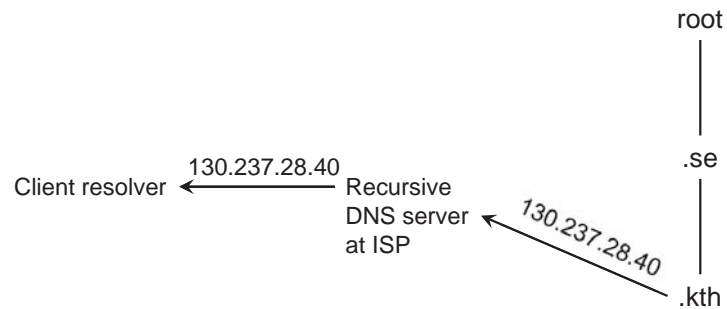 root
.se
130.237.28.40
Client resolver
Recursive
DNS server
at ISP
130.237.28.40
.kth